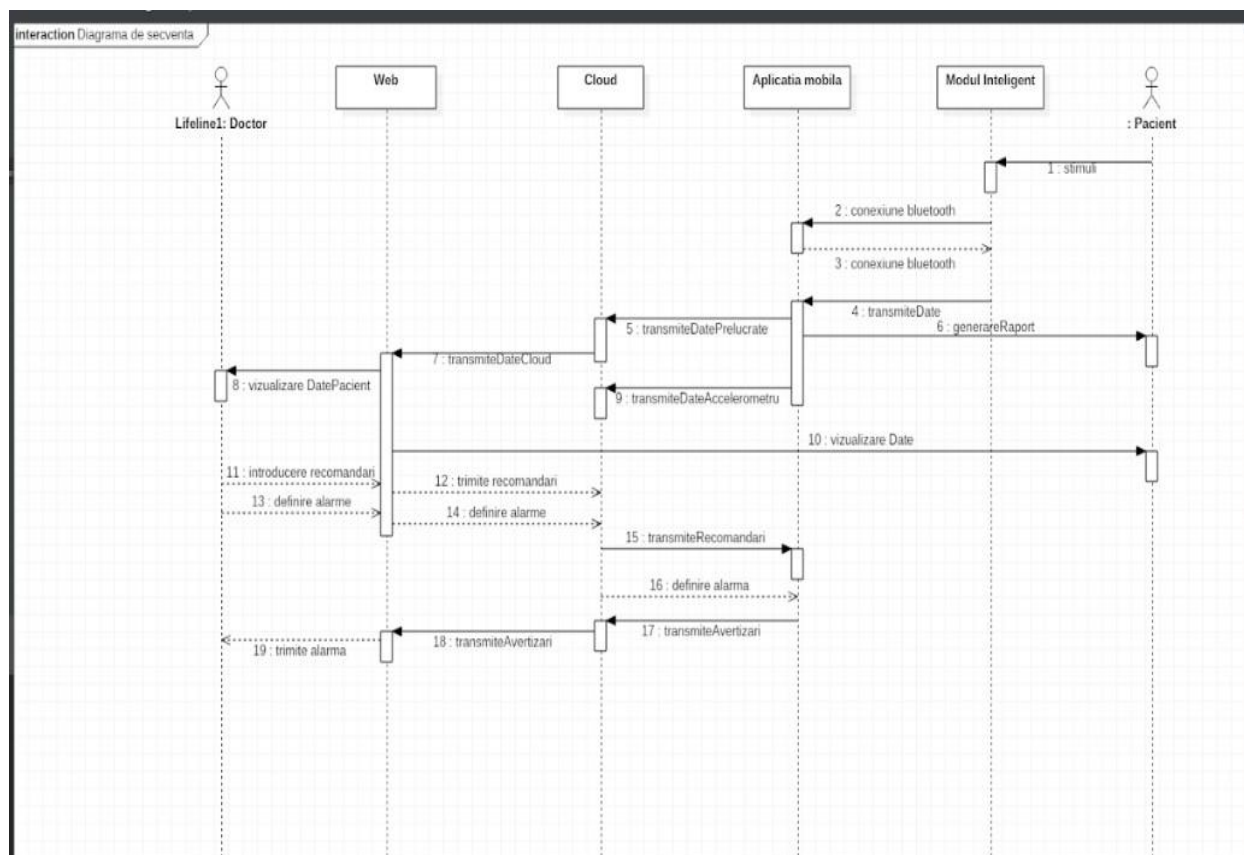 interaction Diagrama de secventa
Web
Cloud
Aplicatia mobila
Modul Inteligent
Lifeline1: Doctor
: Pacient
1 : stimuli
2 : conexiune bluetooth
3 : conexiune bluetooth
4 : transmiteDate
5 : transmiteDatePrelucrate
6 : generareRaport
7 : transmiteDateCloud
8 : vizualizare DatePacient
9 : transmiteDateAccelerometru
10 : vizualizare Date
11 : introducere recomandari
12 : trimite recomandari
13 : definire alarme
14 : definire alarme
15 : transmiteRecomandari
16 : definire alarma
17 : transmiteAvertizari
18 : transmiteAvertizari
19 : trimite alarma